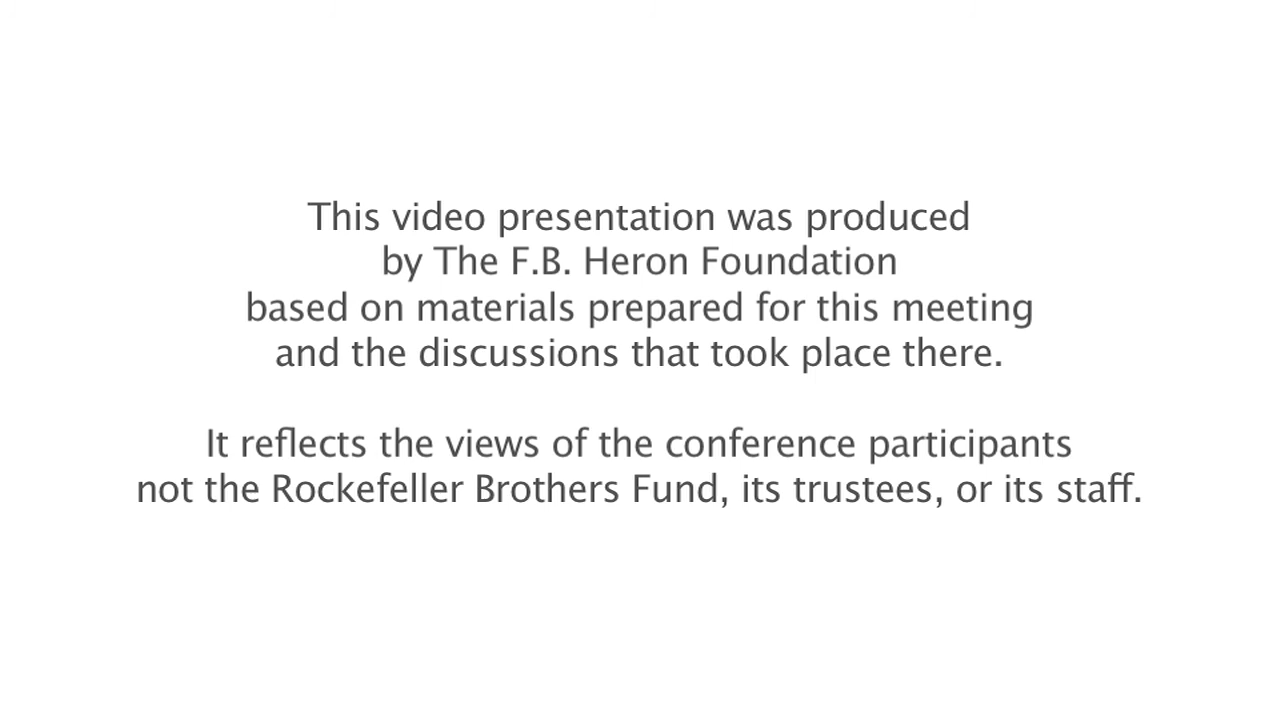 This video presentation was produced
by The F.B. Heron Foundation
based on materials prepared for this meeting
and the discussions that took place there.
It reflects the views of the conference participants
not the Rockefeller Brothers Fund, its trustees, or its staff.